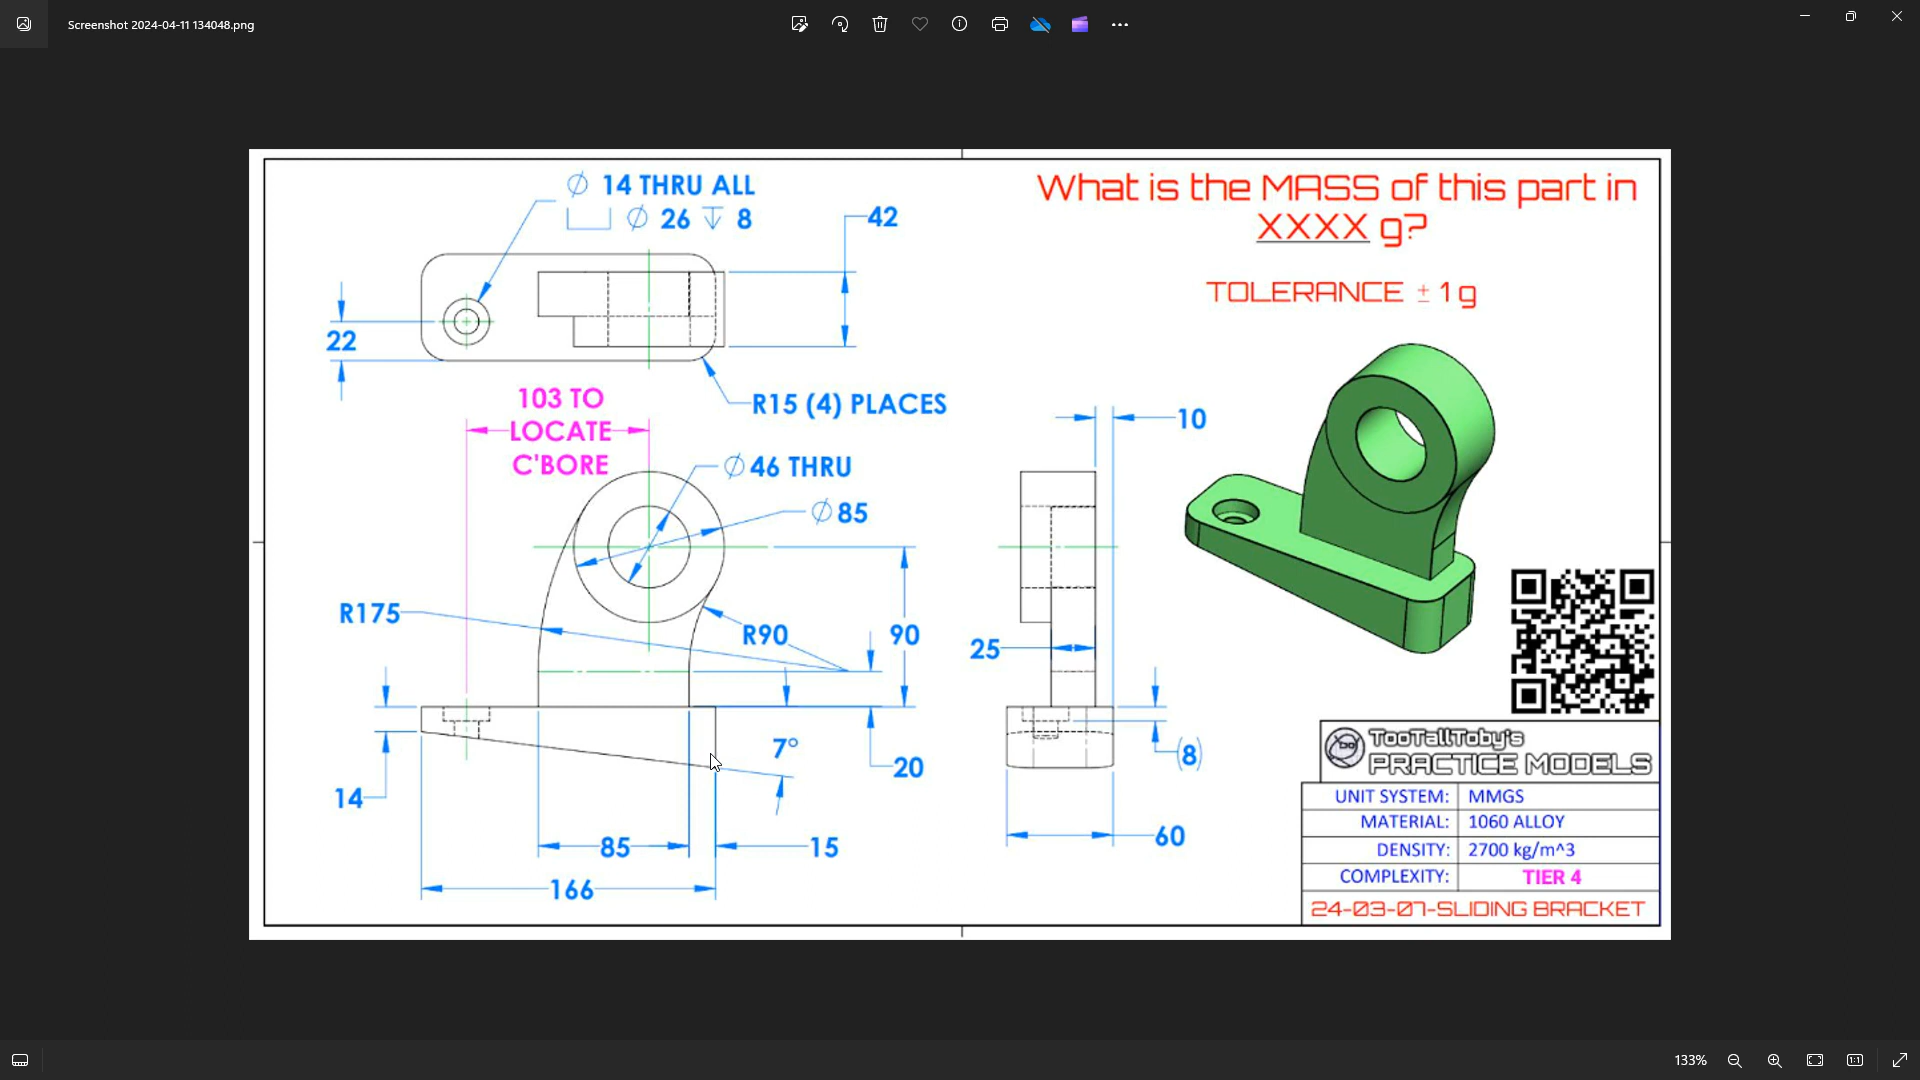 Screenshot 2024-04-11 134048.png
What is the MASS of this part in
XXXX g?
TOLERANCE ± 1 g
⌀ 14 THRU ALL
⌴ ⌀ 26 ↧ 8
42
22
R15 (4) PLACES
103 TO
LOCATE
C'BORE
⌀ 46 THRU
⌀ 85
10
R175
R90
90
25
7°
20
(8)
14
85
15
60
166
TooTallToby's
PRACTICE MODELS
UNIT SYSTEM: MMGS
MATERIAL: 1060 ALLOY
DENSITY: 2700 kg/m^3
COMPLEXITY: TIER 4
24-03-07-SLIDING BRACKET
133%
1:1